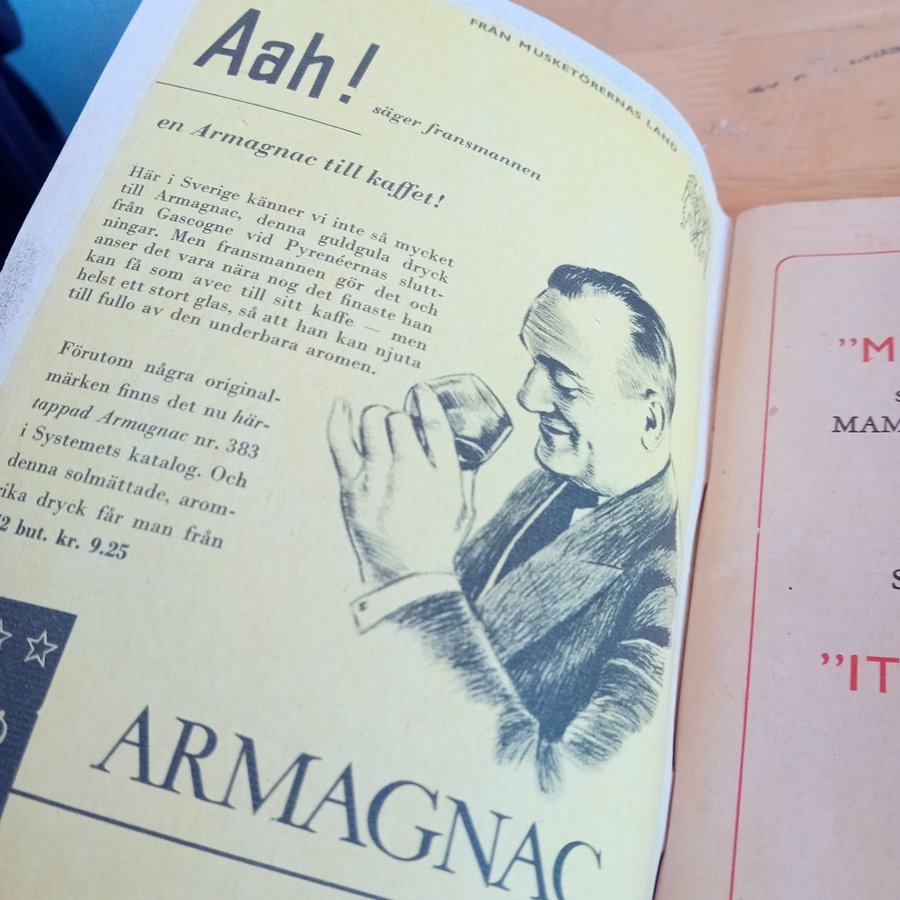 FRÅN MUSKETÖRERNAS LAND
Aah!
säger fransmannen
en Armagnac till kaffet!
Här i Sverige känner vi inte så mycket
till Armagnac, denna guldgula dryck
från Gascogne vid Pyrenéernas slutt-
ningar. Men fransmannen gör det och
anser det vara nära nog det finaste han
kan få som avec till sitt kaffe — men
helst ett stort glas, så att han kan njuta
till fullo av den underbara aromen.
Förutom några original-
märken finns det nu här-
tappad Armagnac nr. 383
i Systemets katalog. Och
denna solmättade, arom-
rika dryck får man från
/2 but. kr. 9.25
ARMAGNAC
"M
MAM
S
"IT